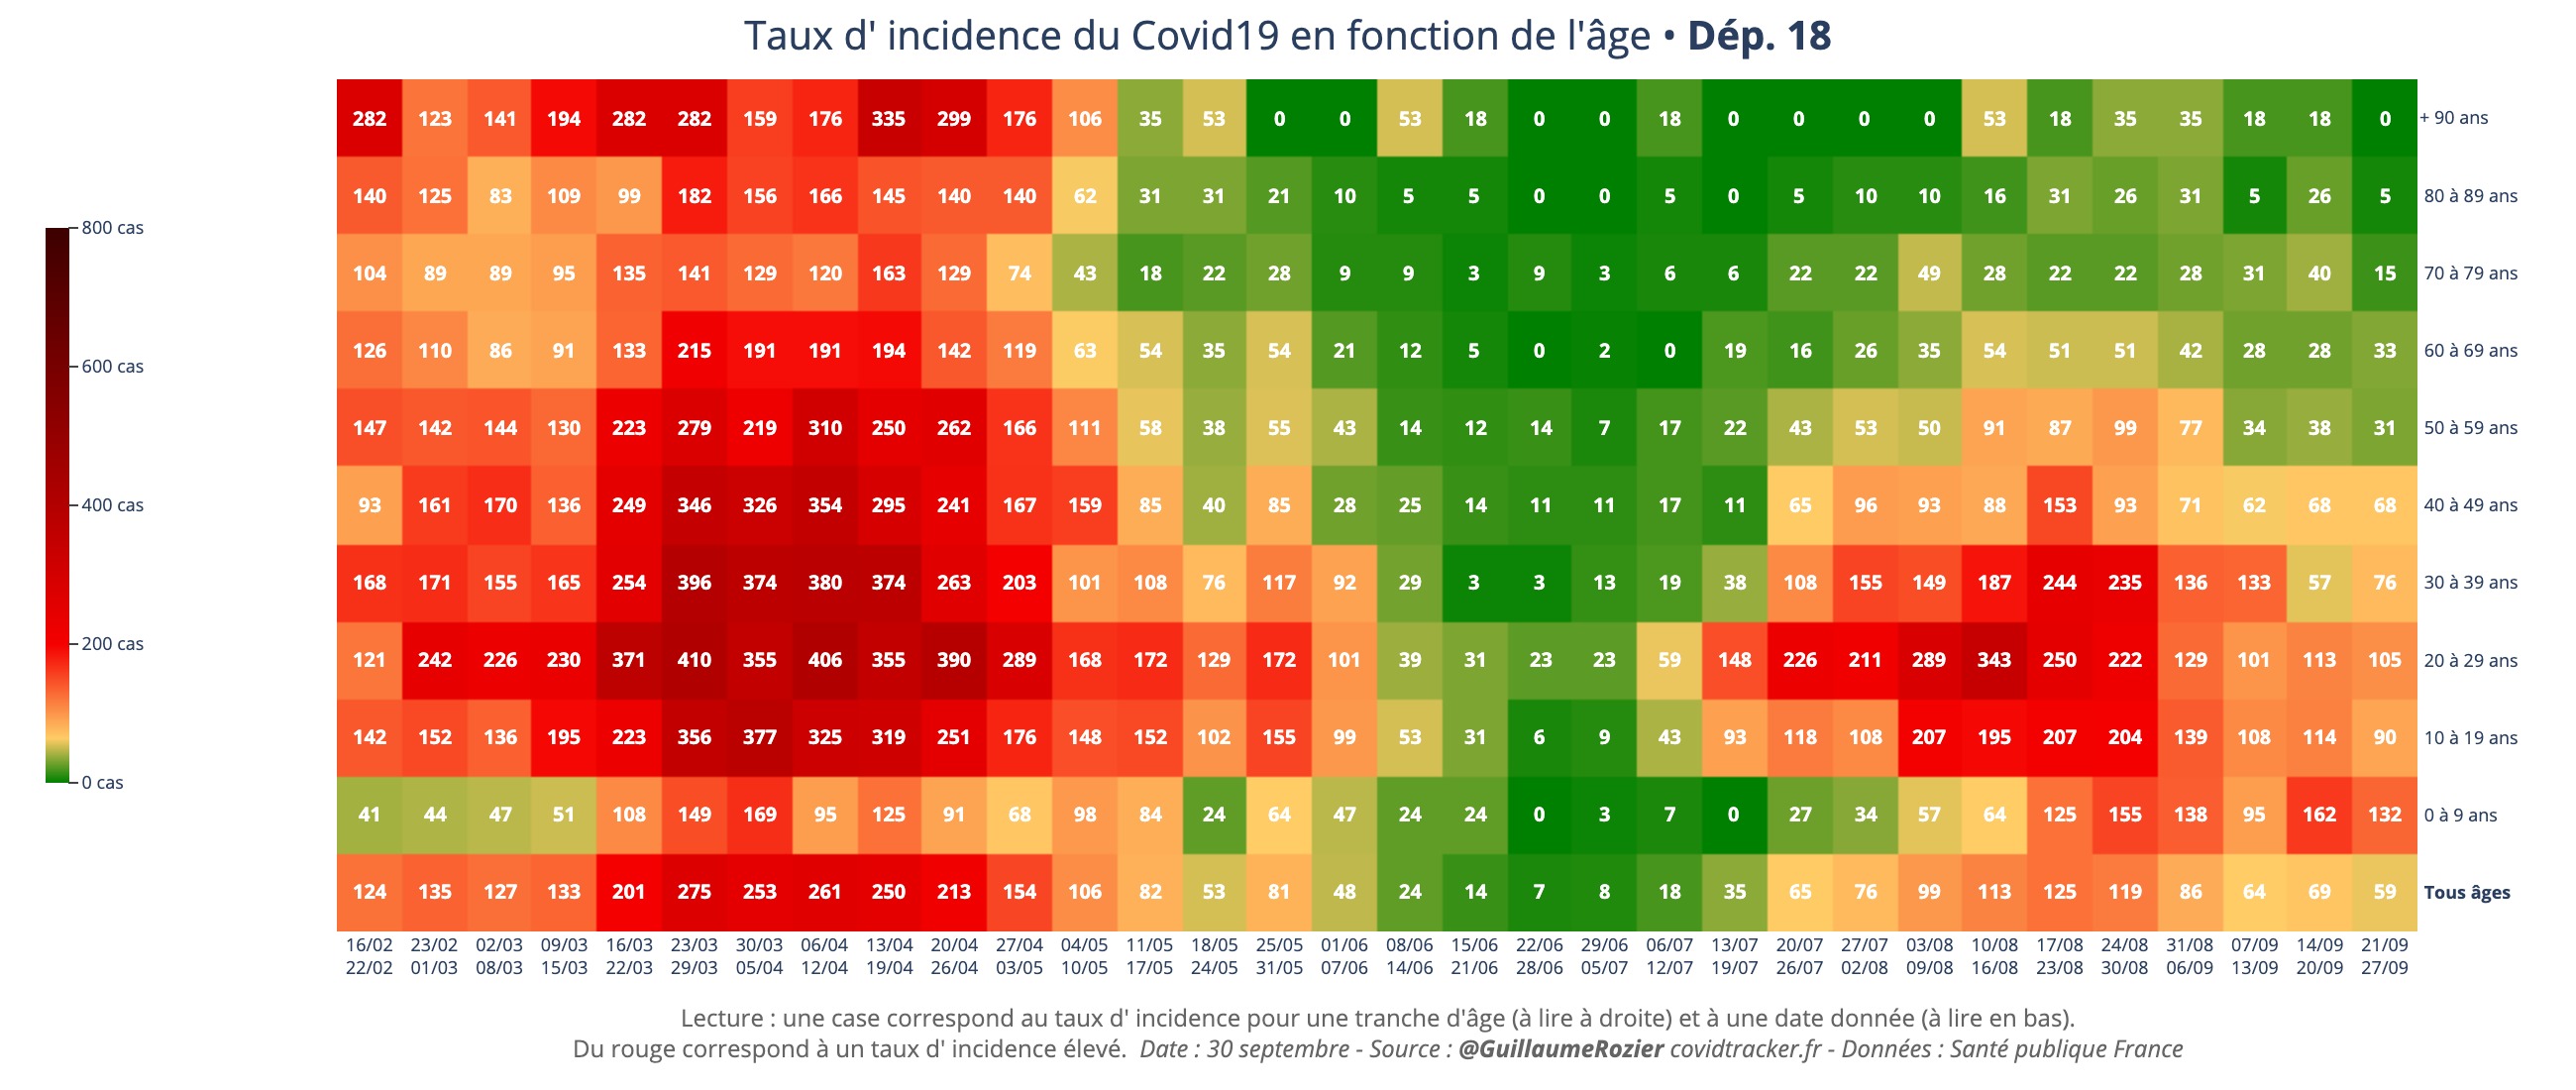 Taux d' incidence du Covid19 en fonction de l'âge • Dép. 18
800 cas
600 cas
400 cas
200 cas
0 cas
282 123 141 194 282 282 159 176 335 299 176 106 35 53 0 0 53 18 0 0 18 0 0 0 0 53 18 35 35 18 18 0 + 90 ans
140 125 83 109 99 182 156 166 145 140 140 62 31 31 21 10 5 5 0 0 5 0 5 10 10 16 31 26 31 5 26 5 80 à 89 ans
104 89 89 95 135 141 129 120 163 129 74 43 18 22 28 9 9 3 9 3 6 6 22 22 49 28 22 22 28 31 40 15 70 à 79 ans
126 110 86 91 133 215 191 191 194 142 119 63 54 35 54 21 12 5 0 2 0 19 16 26 35 54 51 51 42 28 28 33 60 à 69 ans
147 142 144 130 223 279 219 310 250 262 166 111 58 38 55 43 14 12 14 7 17 22 43 53 50 91 87 99 77 34 38 31 50 à 59 ans
93 161 170 136 249 346 326 354 295 241 167 159 85 40 85 28 25 14 11 11 17 11 65 96 93 88 153 93 71 62 68 68 40 à 49 ans
168 171 155 165 254 396 374 380 374 263 203 101 108 76 117 92 29 3 3 13 19 38 108 155 149 187 244 235 136 133 57 76 30 à 39 ans
121 242 226 230 371 410 355 406 355 390 289 168 172 129 172 101 39 31 23 23 59 148 226 211 289 343 250 222 129 101 113 105 20 à 29 ans
142 152 136 195 223 356 377 325 319 251 176 148 152 102 155 99 53 31 6 9 43 93 118 108 207 195 207 204 139 108 114 90 10 à 19 ans
41 44 47 51 108 149 169 95 125 91 68 98 84 24 64 47 24 24 0 3 7 0 27 34 57 64 125 155 138 95 162 132 0 à 9 ans
124 135 127 133 201 275 253 261 250 213 154 106 82 53 81 48 24 14 7 8 18 35 65 76 99 113 125 119 86 64 69 59 Tous âges
16/02 23/02 02/03 09/03 16/03 23/03 30/03 06/04 13/04 20/04 27/04 04/05 11/05 18/05 25/05 01/06 08/06 15/06 22/06 29/06 06/07 13/07 20/07 27/07 03/08 10/08 17/08 24/08 31/08 07/09 14/09 21/09
22/02 01/03 08/03 15/03 22/03 29/03 05/04 12/04 19/04 26/04 03/05 10/05 17/05 24/05 31/05 07/06 14/06 21/06 28/06 05/07 12/07 19/07 26/07 02/08 09/08 16/08 23/08 30/08 06/09 13/09 20/09 27/09
Lecture : une case correspond au taux d' incidence pour une tranche d'âge (à lire à droite) et à une date donnée (à lire en bas).
Du rouge correspond à un taux d' incidence élevé. Date : 30 septembre - Source : @GuillaumeRozier covidtracker.fr - Données : Santé publique France